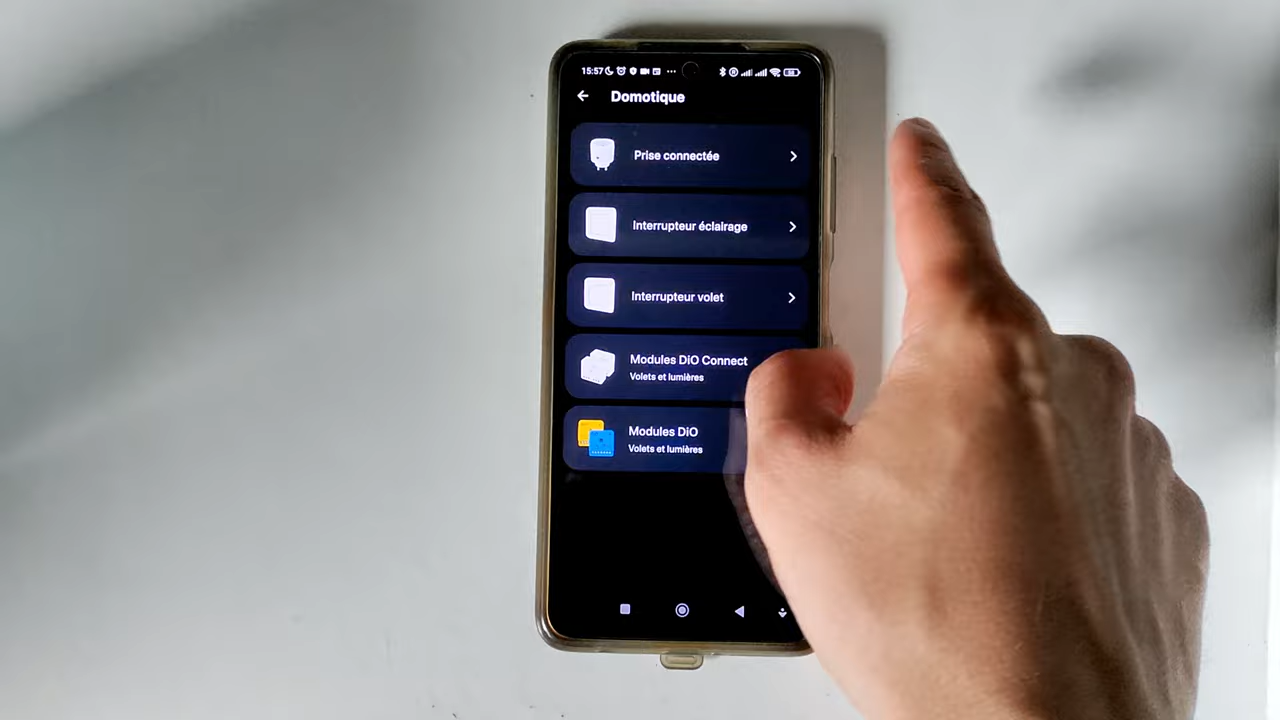 15:57
Domotique
Prise connectée
Interrupteur éclairage
Interrupteur volet
Modules DiO Connect
Volets et lumières
Modules DiO
Volets et lumières